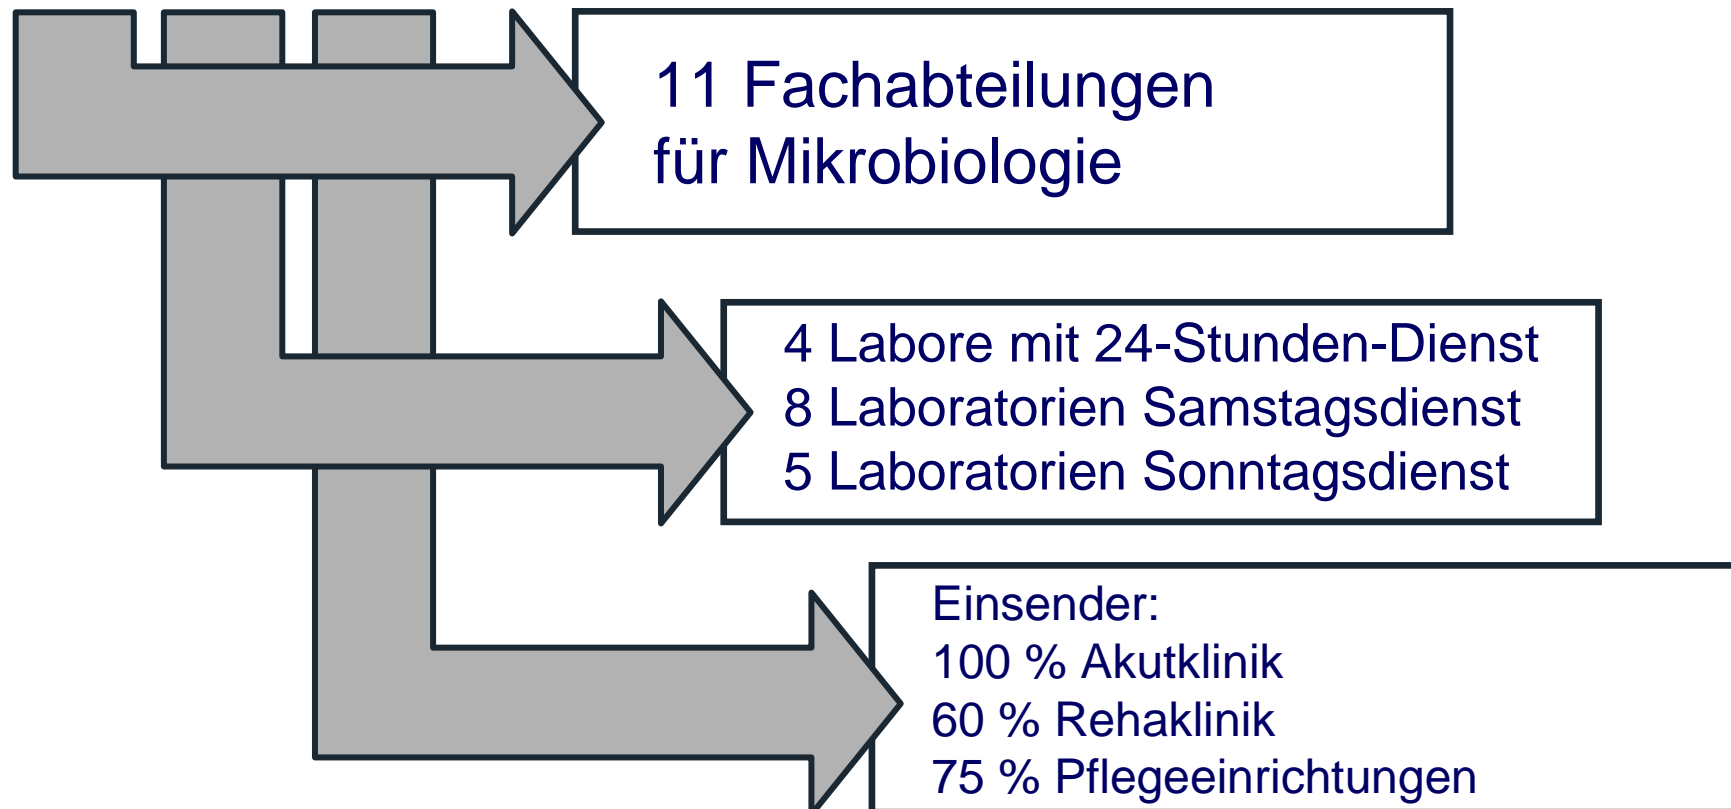 11 Fachabteilungen
für Mikrobiologie
4 Labore mit 24-Stunden-Dienst
8 Laboratorien Samstagsdienst
5 Laboratorien Sonntagsdienst
Einsender:
100 % Akutklinik
60 % Rehaklinik
75 % Pflegeeinrichtungen